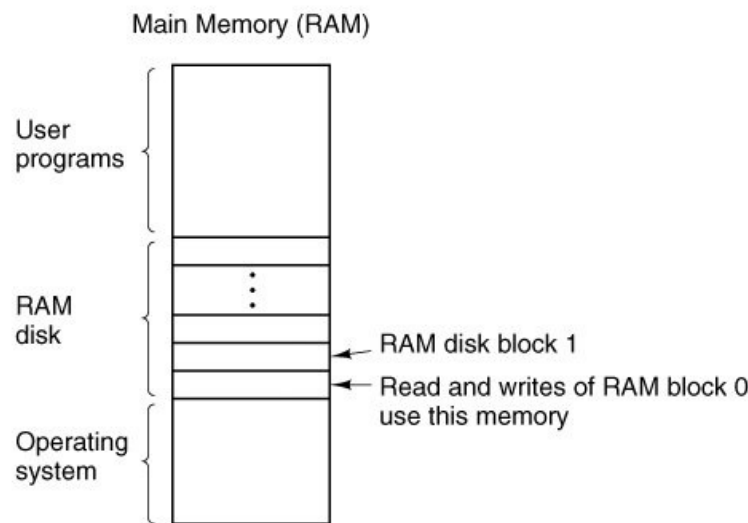 Main Memory (RAM)
User
programs
RAM
disk
RAM disk block 1
Read and writes of RAM block 0
use this memory
Operating
system